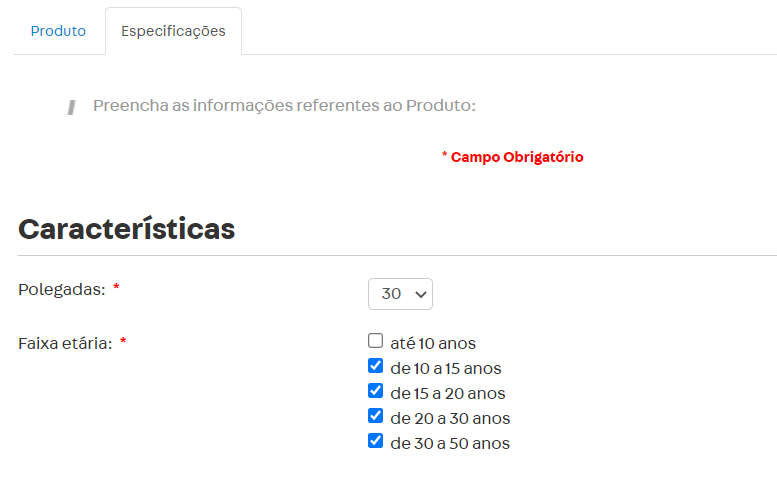 Produto Especificações
Preencha as informações referentes ao Produto:
* Campo Obrigatório
Características
Polegadas: * 30
Faixa etária: * até 10 anos
de 10 a 15 anos
de 15 a 20 anos
de 20 a 30 anos
de 30 a 50 anos